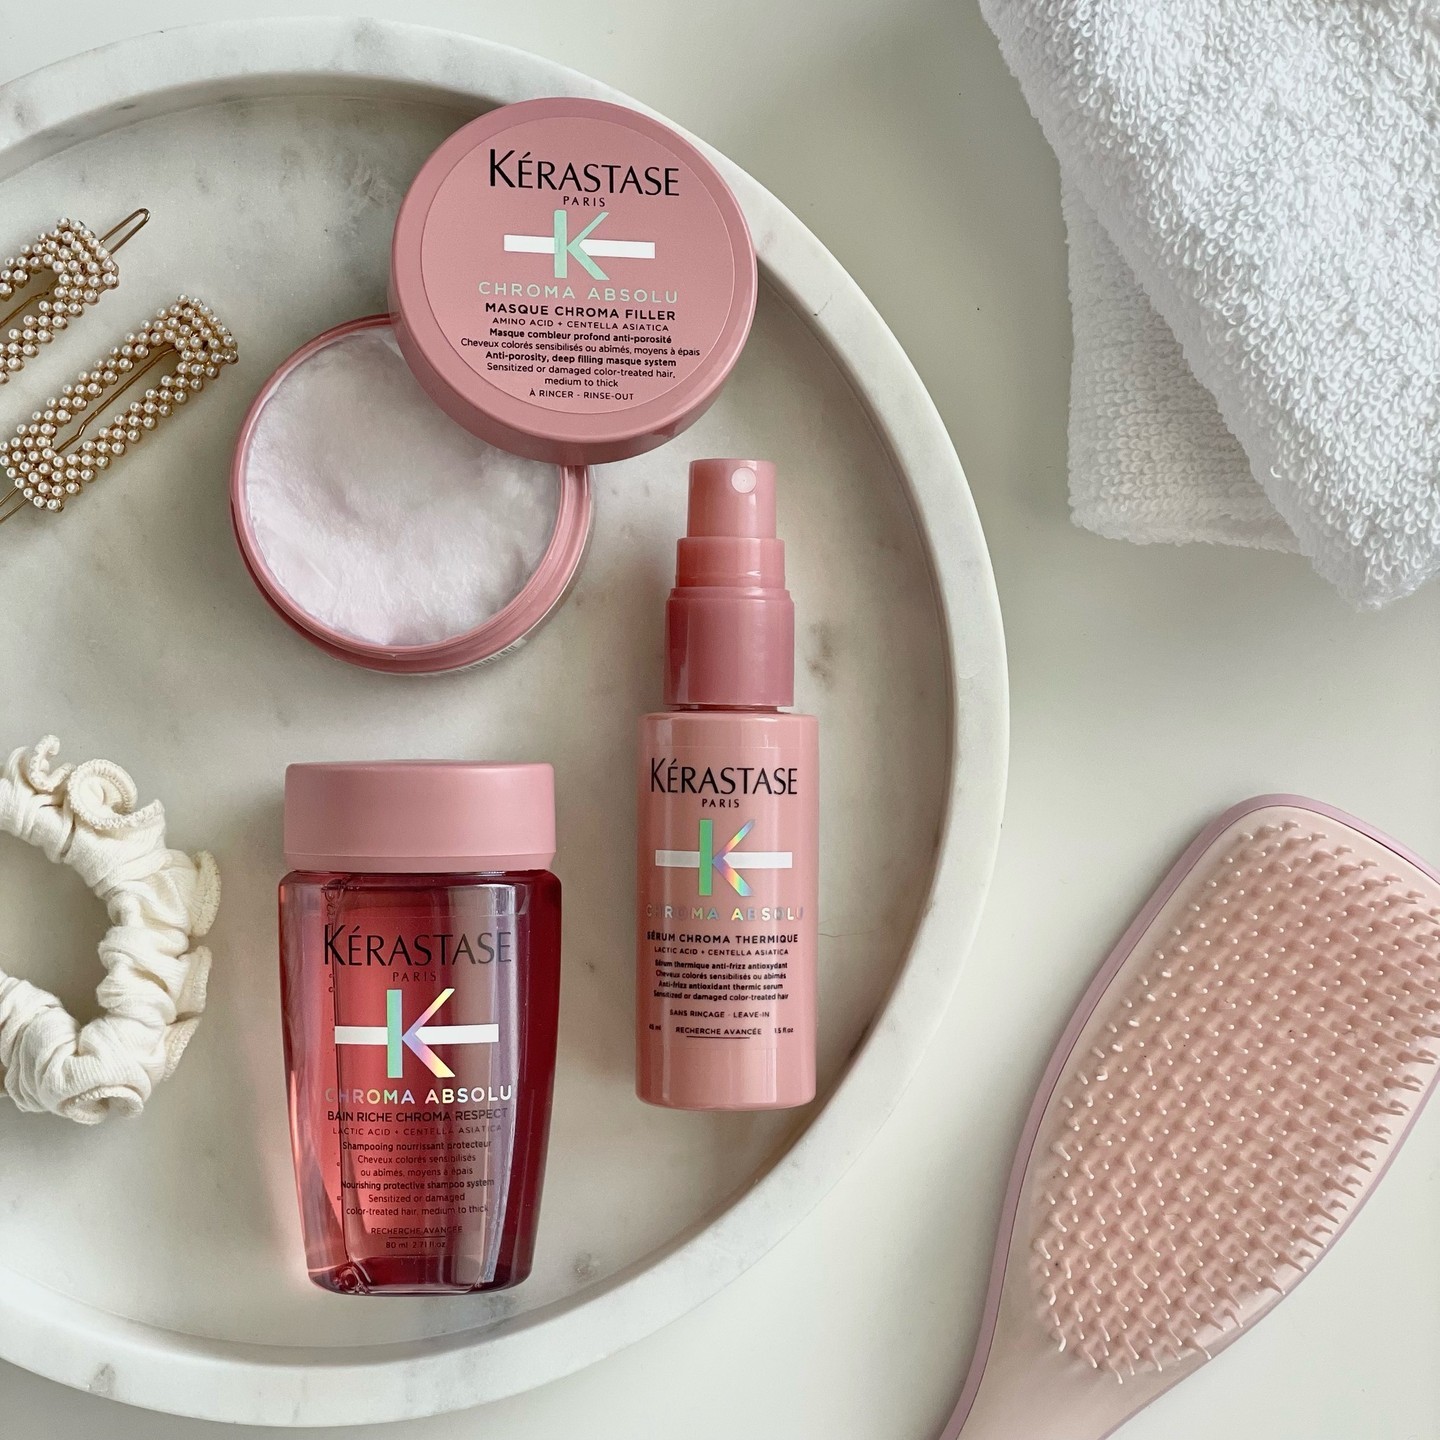 KÉRASTASE
PARIS
K
CHROMA ABSOLU
MASQUE CHROMA FILLER
AMINO ACID + CENTELLA ASIATICA
Masque combleur profond anti-porosité
Cheveux colorés sensibilisés ou abîmés, moyens à épais
Anti-porosity, deep filling masque system
Sensitized or damaged color-treated hair,
medium to thick
À RINCER - RINSE-OUT
KÉRASTASE
PARIS
K
CHROMA ABSOLU
SÉRUM CHROMA THERMIQUE
LACTIC ACID + CENTELLA ASIATICA
Sérum thermique anti-frizz antioxydant
Cheveux colorés sensibilisés ou abîmés
Anti-frizz antioxidant thermic serum
Sensitized or damaged color-treated hair
SANS RINÇAGE - LEAVE-IN
45 ml RECHERCHE AVANCÉE 1.5 fl oz
KÉRASTASE
PARIS
K
CHROMA ABSOLU
BAIN RICHE CHROMA RESPECT
LACTIC ACID + CENTELLA ASIATICA
Shampooing nourrissant protecteur
Cheveux colorés sensibilisés
ou abîmés, moyens à épais
Nourishing protective shampoo system
Sensitized or damaged
color-treated hair, medium to thick
RECHERCHE AVANCÉE
80 ml 2.71 fl oz